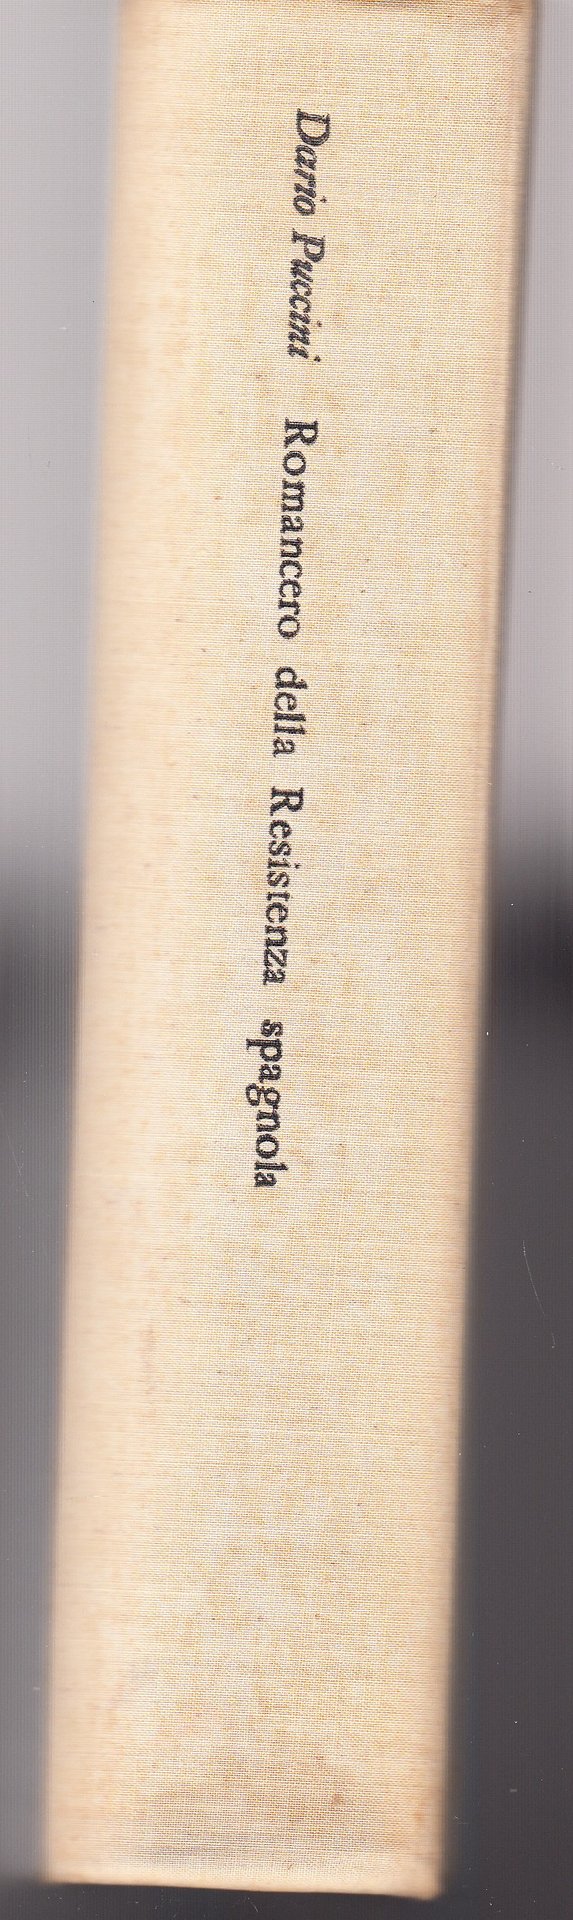 Dario Puccini Romancero della Resistenza spagnola